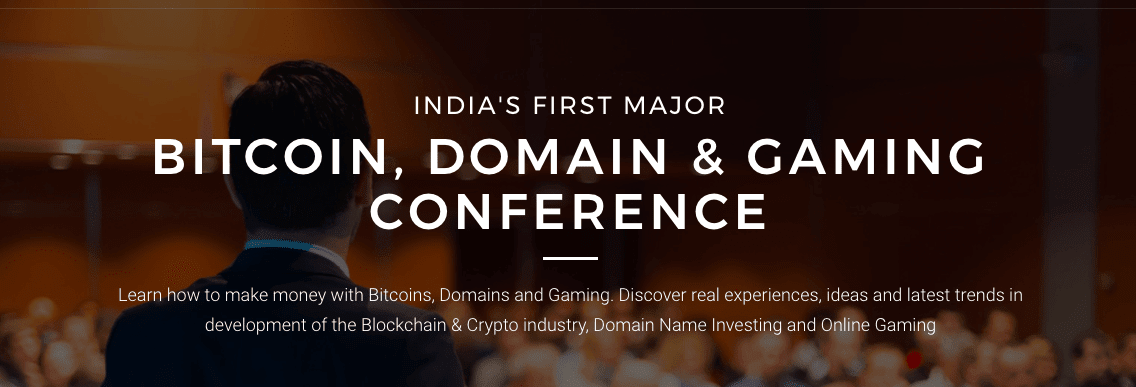 INDIA'S FIRST MAJOR
BITCOIN, DOMAIN & GAMING
CONFERENCE
Learn how to make money with Bitcoins, Domains and Gaming. Discover real experiences, ideas and latest trends in
development of the Blockchain & Crypto industry, Domain Name Investing and Online Gaming